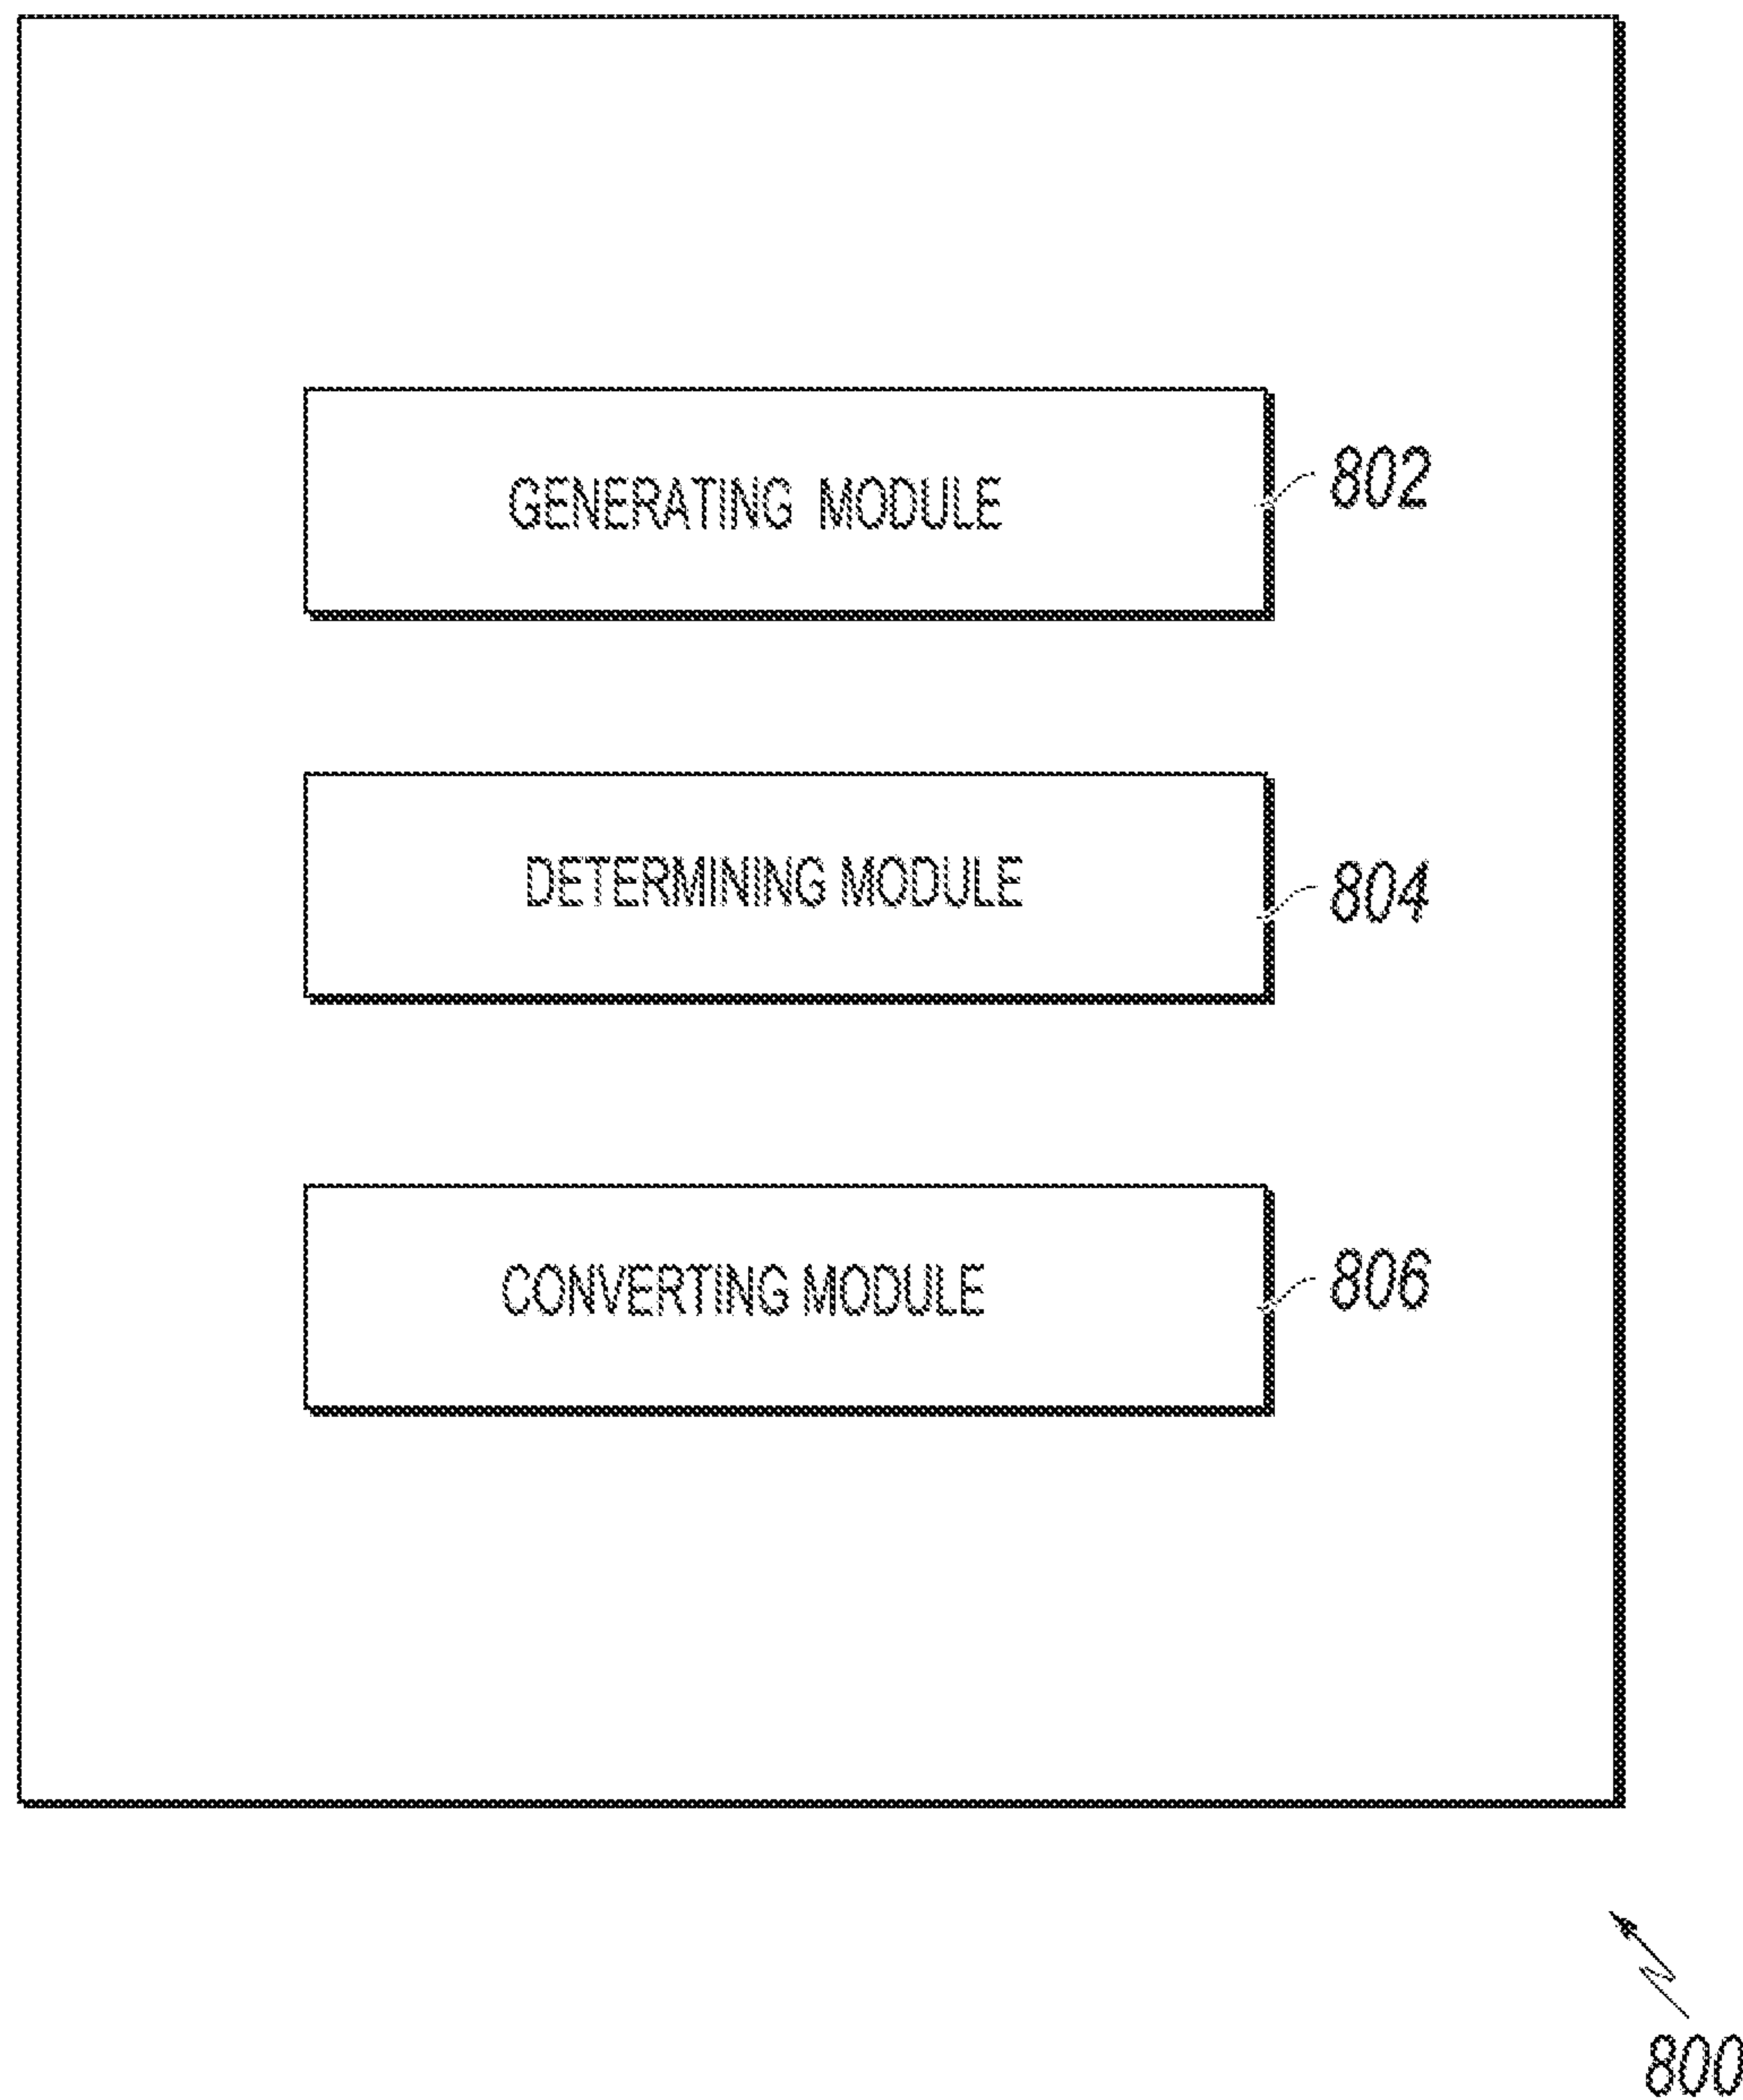 GENERATING MODULE
802
DETERMINING MODULE
804
CONVERTING MODULE
806
800